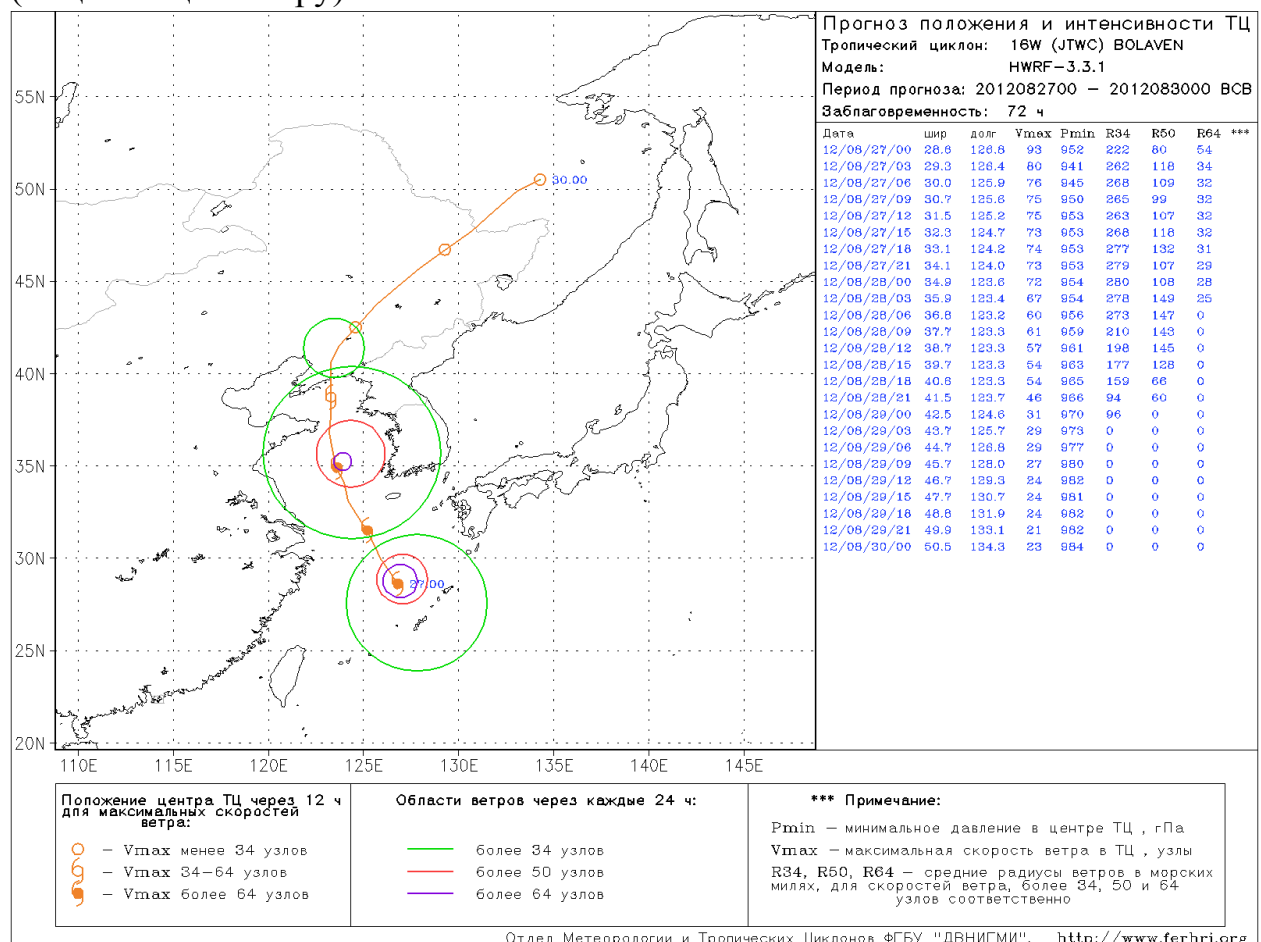 Прогноз положения и интенсивности ТЦ
Тропический циклон: 16W (JTWC) BOLAVEN
Модель: HWRF-3.3.1
Период прогноза: 2012082700 - 2012083000 ВСВ
Заблаговременность: 72 ч
Дата шир долг Vmax Pmin R34 R50 R64 ***
12/08/27/00 28.6 126.8 93 952 222 80 54
12/08/27/03 29.3 126.4 80 941 262 118 34
12/08/27/06 30.0 125.9 76 945 268 109 32
12/08/27/09 30.7 125.6 75 950 265 99 32
12/08/27/12 31.5 125.2 75 953 263 107 32
12/08/27/15 32.3 124.7 73 953 268 118 32
12/08/27/18 33.1 124.2 74 953 277 132 31
12/08/27/21 34.1 124.0 73 953 279 107 29
12/08/28/00 34.9 123.6 72 954 280 108 28
12/08/28/03 35.9 123.4 67 954 278 149 25
12/08/28/06 36.8 123.2 60 956 273 147 0
12/08/28/09 37.7 123.3 61 959 210 143 0
12/08/28/12 38.7 123.3 57 961 198 145 0
12/08/28/15 39.7 123.3 54 963 177 128 0
12/08/28/18 40.6 123.3 54 965 159 66 0
12/08/28/21 41.5 123.7 46 966 94 60 0
12/08/29/00 42.5 124.6 31 970 96 0 0
12/08/29/03 43.7 125.7 29 973 0 0 0
12/08/29/06 44.7 126.8 29 977 0 0 0
12/08/29/09 45.7 128.0 27 980 0 0 0
12/08/29/12 46.7 129.3 24 982 0 0 0
12/08/29/15 47.7 130.7 24 981 0 0 0
12/08/29/18 48.8 131.9 24 982 0 0 0
12/08/29/21 49.9 133.1 21 982 0 0 0
12/08/30/00 50.5 134.3 23 984 0 0 0
55N
50N
45N
40N
35N
30N
25N
20N
30.00
27.00
110E 115E 120E 125E 130E 135E 140E 145E
Положение центра ТЦ через 12 ч
для максимальных скоростей
ветра:
- Vmax менее 34 узлов
- Vmax 34-64 узлов
- Vmax более 64 узлов
Области ветров через каждые 24 ч:
более 34 узлов
более 50 узлов
более 64 узлов
*** Примечание:
Pmin - минимальное давление в центре ТЦ , гПа
Vmax - максимальная скорость ветра в ТЦ , узлы
R34, R50, R64 - средние радиусы ветров в морских
милях, для скоростей ветра, более 34, 50 и 64
узлов соответственно
Отдел Метеорологии и Тропических Циклонов ФГБУ "ДВНИГМИ". http://www.ferhri.org